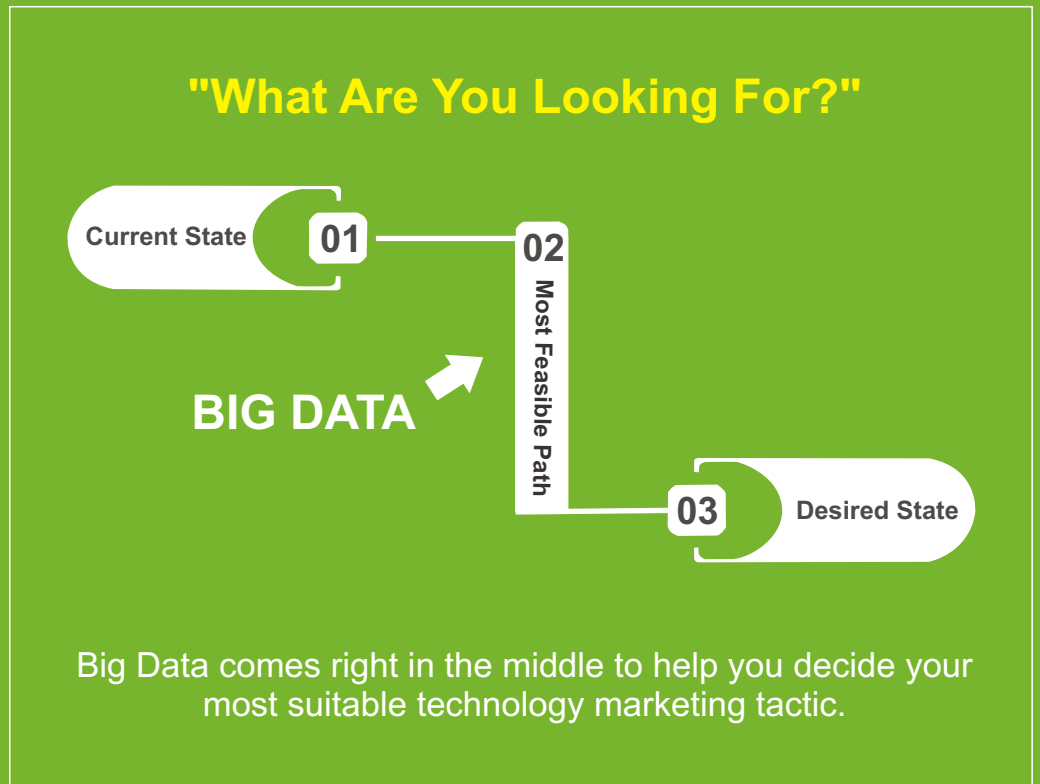 "What Are You Looking For?"
Current State
01
02
Most Feasible Path
BIG DATA
03
Desired State
Big Data comes right in the middle to help you decide your
most suitable technology marketing tactic.